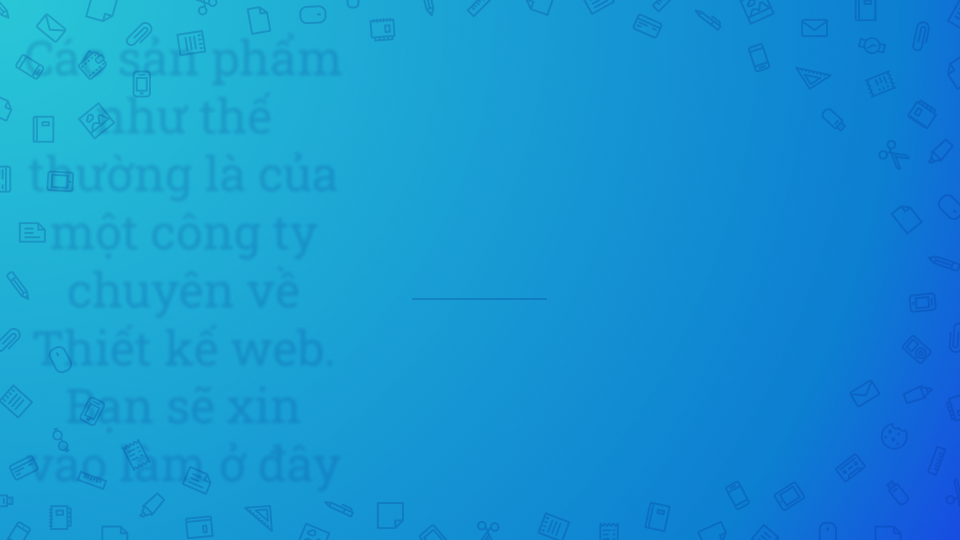 Các sản phẩm
như thế
thường là của
một công ty
chuyên về
Thiết kế web.
Bạn sẽ xin
vào làm ở đây